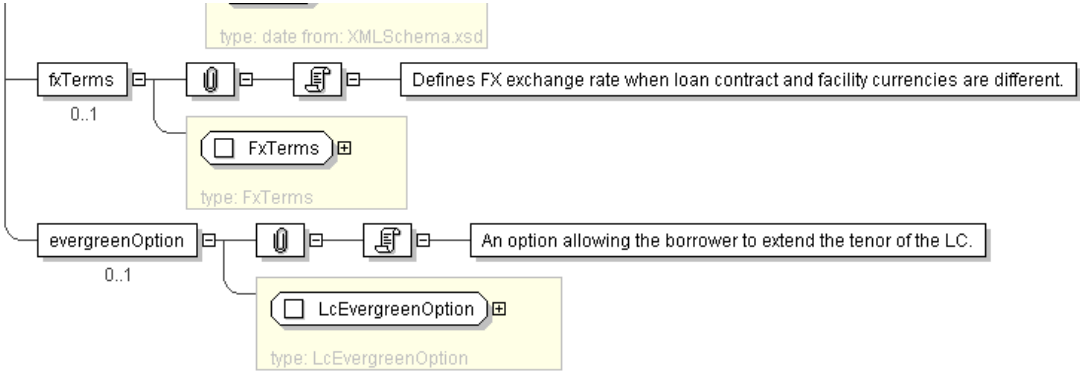 type: date from: XMLSchema.xsd
fxTerms
Defines FX exchange rate when loan contract and facility currencies are different.
0..1
FxTerms
type: FxTerms
evergreenOption
An option allowing the borrower to extend the tenor of the LC.
0..1
LcEvergreenOption
type: LcEvergreenOption